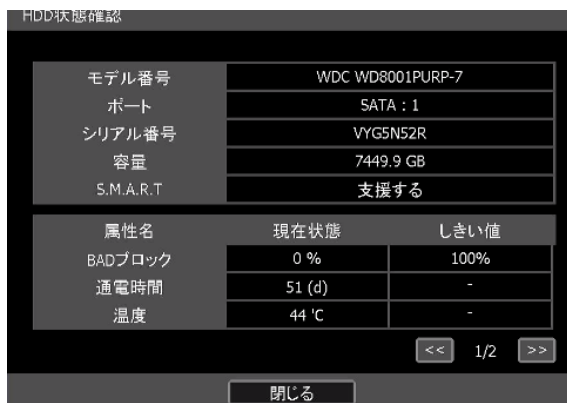 HDD状態確認
モデル番号 WDC WD8001PURP-7
ポート SATA : 1
シリアル番号 VYG5N52R
容量 7449.9 GB
S.M.A.R.T 支援する
属性名 現在状態 しきい値
BADブロック 0 % 100%
通電時間 51 (d) -
温度 44 'C -
<< 1/2 >>
閉じる